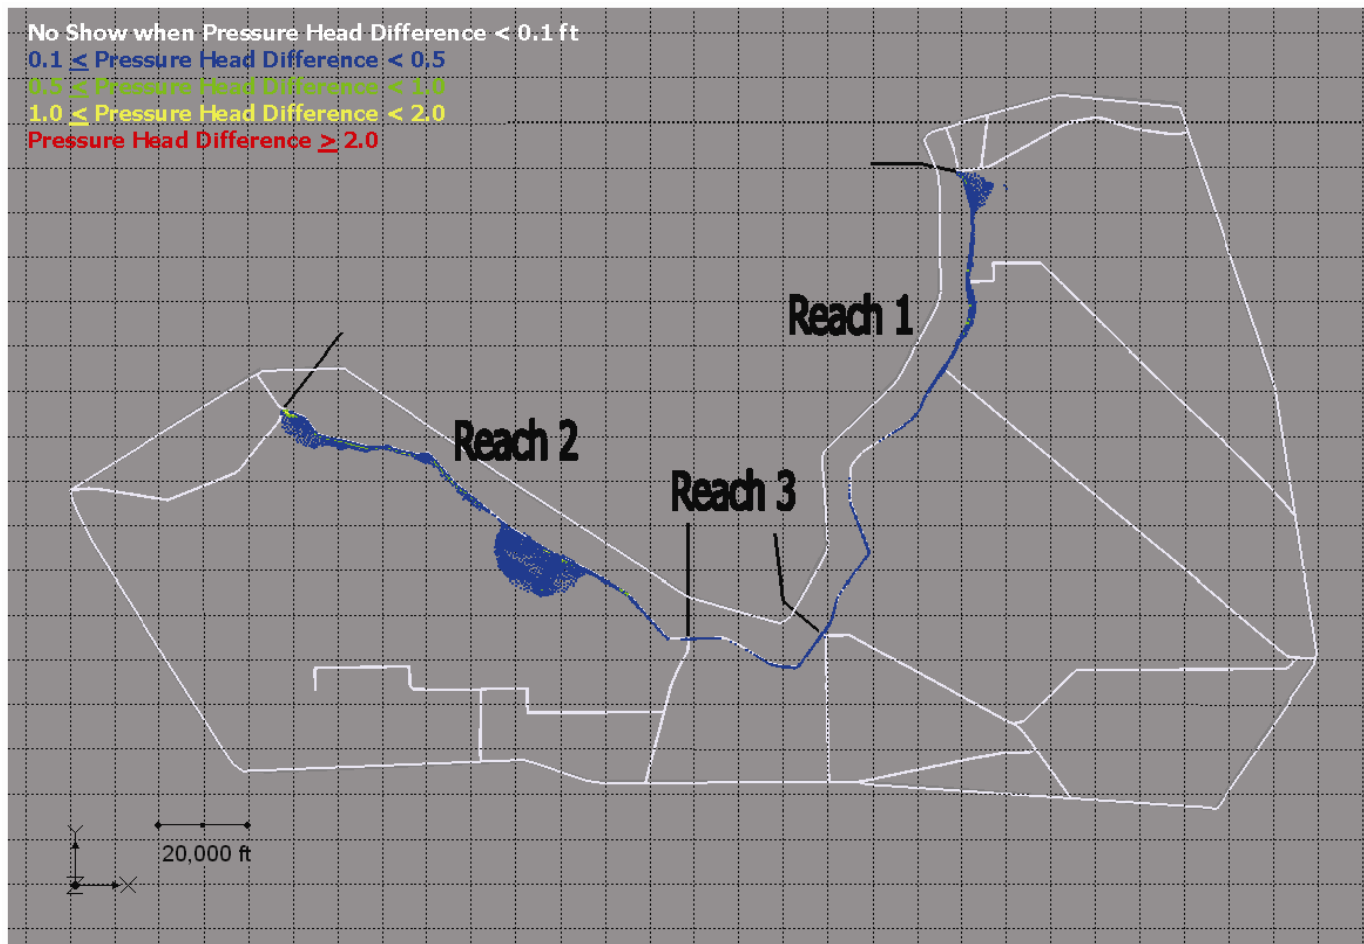 No Show when Pressure Head Difference < 0.1 ft
0.1 ≤ Pressure Head Difference < 0.5
0.5 ≤ Pressure Head Difference < 1.0
1.0 ≤ Pressure Head Difference < 2.0
Pressure Head Difference ≥ 2.0
Reach 1
Reach 2
Reach 3
20,000 ft
Y
Z
X